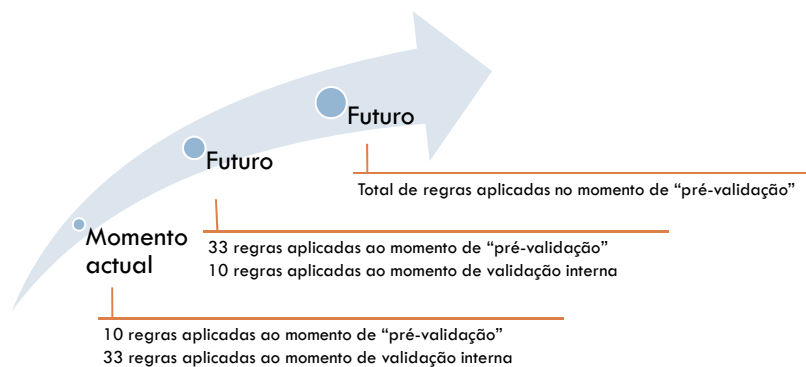 Futuro
Total de regras aplicadas no momento de “pré-validação”
Futuro
33 regras aplicadas ao momento de “pré-validação”
10 regras aplicadas ao momento de validação interna
Momento
actual
10 regras aplicadas ao momento de “pré-validação”
33 regras aplicadas ao momento de validação interna